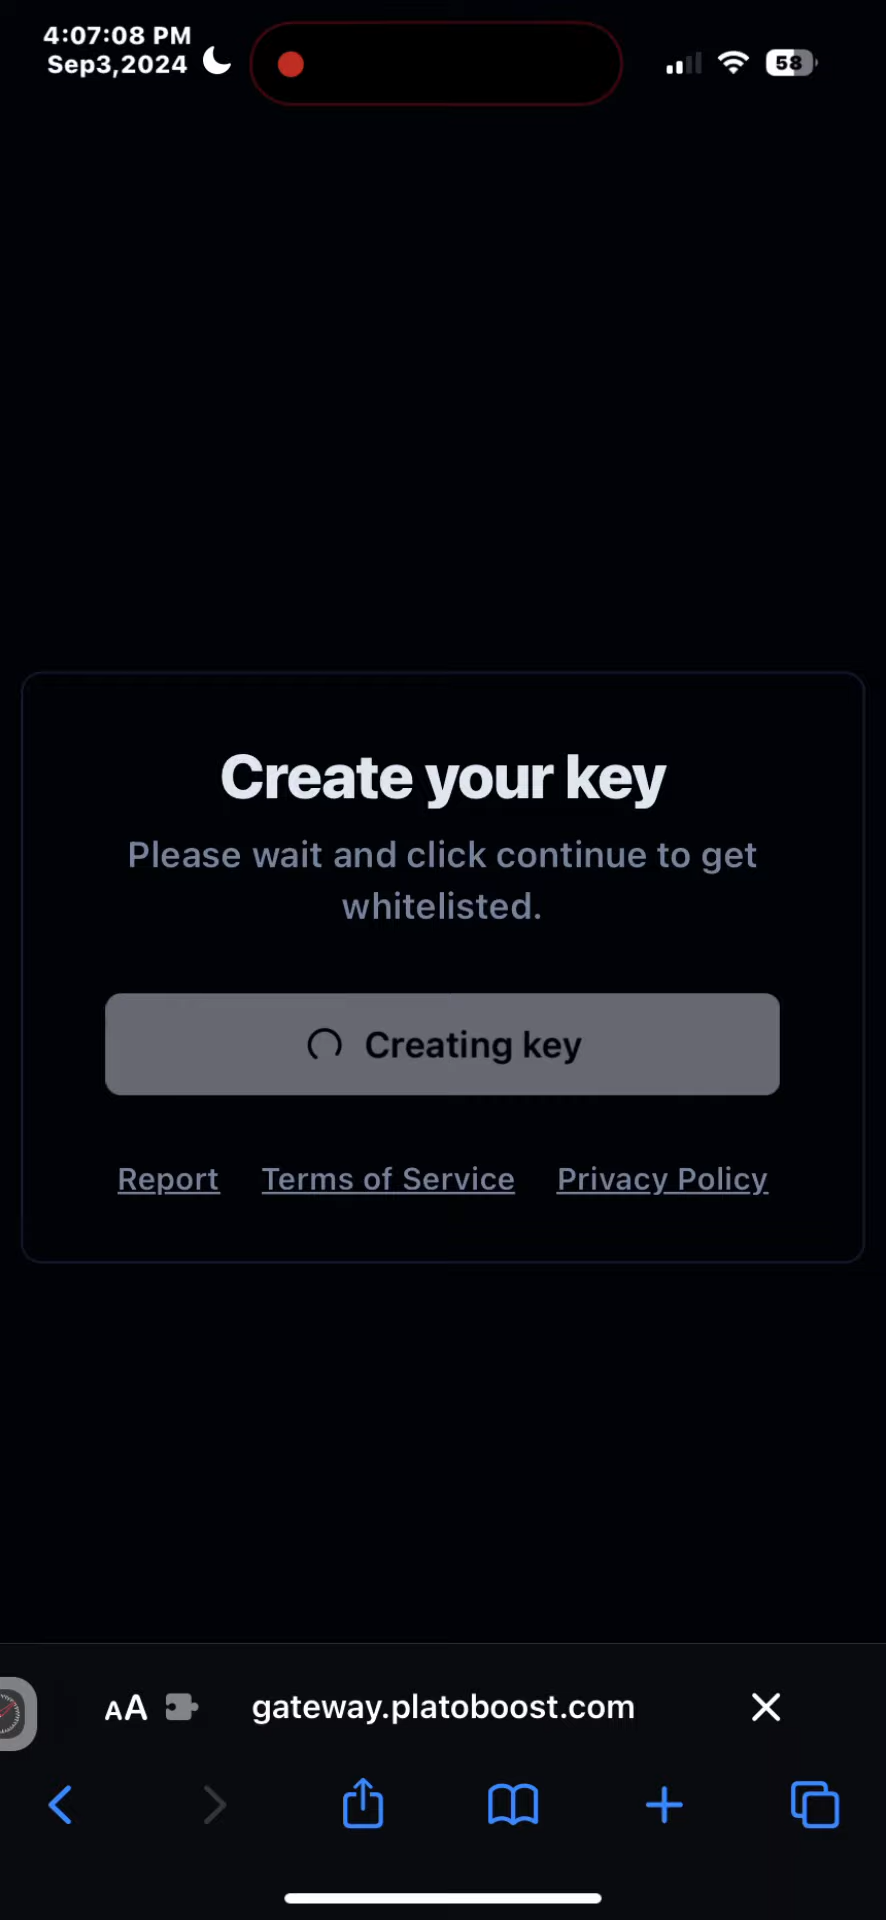 4:07:08 PM
Sep3,2024
58
Create your key
Please wait and click continue to get
whitelisted.
Creating key
Report Terms of Service Privacy Policy
AA gateway.platoboost.com